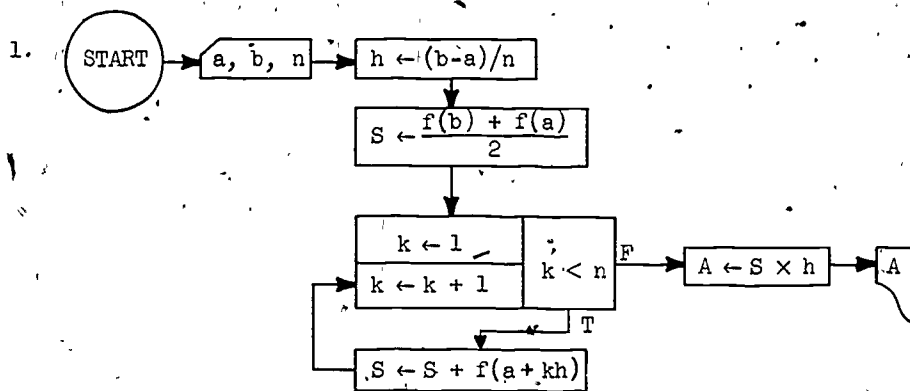 1.
START
a, b, n
h ← (b-a)/n
S ← f(b) + f(a)
2
k ← 1
k ← k + 1
k < n
F
A ← S × h
A
T
S ← S + f(a + kh)